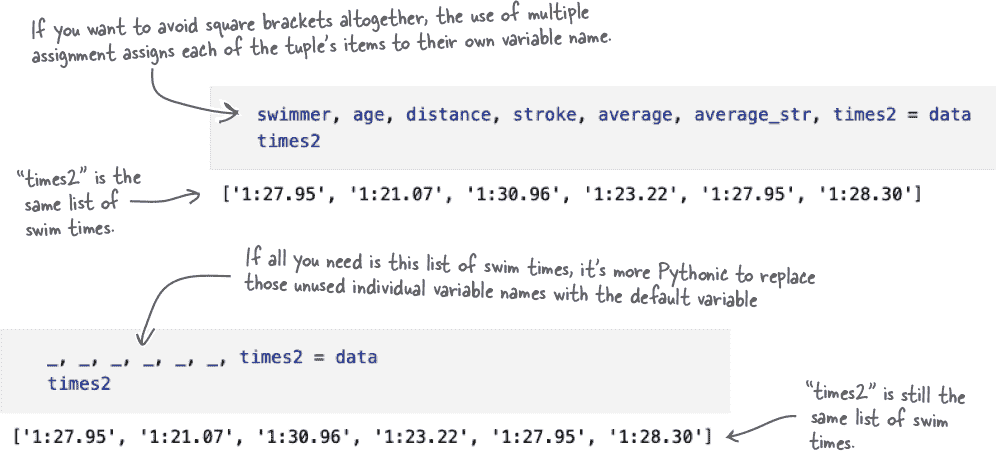 If you want to avoid square brackets altogether, the use of multiple
assignment assigns each of the tuple's items to their own variable name.
swimmer, age, distance, stroke, average, average_str, times2 = data
times2
"times2" is the
same list of
swim times.
['1:27.95', '1:21.07', '1:30.96', '1:23.22', '1:27.95', '1:28.30']
If all you need is this list of swim times, it's more Pythonic to replace
those unused individual variable names with the default variable
_, _, _, _, _, _, times2 = data
times2
['1:27.95', '1:21.07', '1:30.96', '1:23.22', '1:27.95', '1:28.30']
"times2" is still the
same list of swim
times.